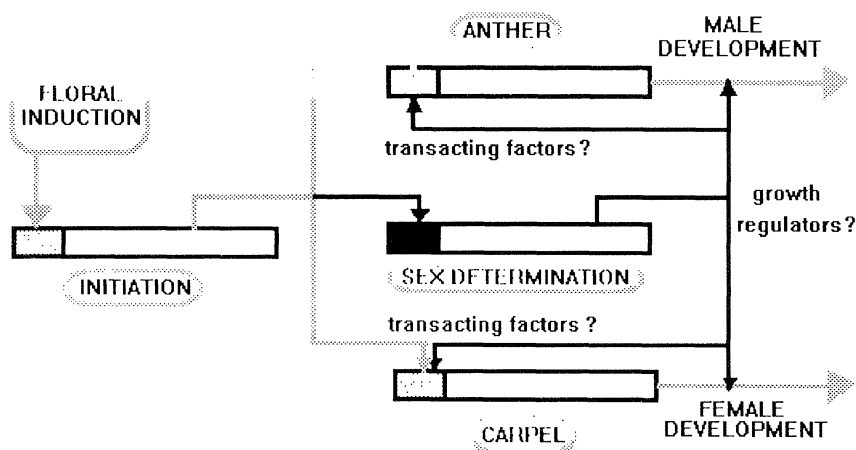 ANTHER
MALE
DEVELOPMENT
FLORAL
INDUCTION
transacting factors?
growth
regulators?
INITIATION
SEX DETERMINATION
transacting factors ?
CARPEL
FEMALE
DEVELOPMENT